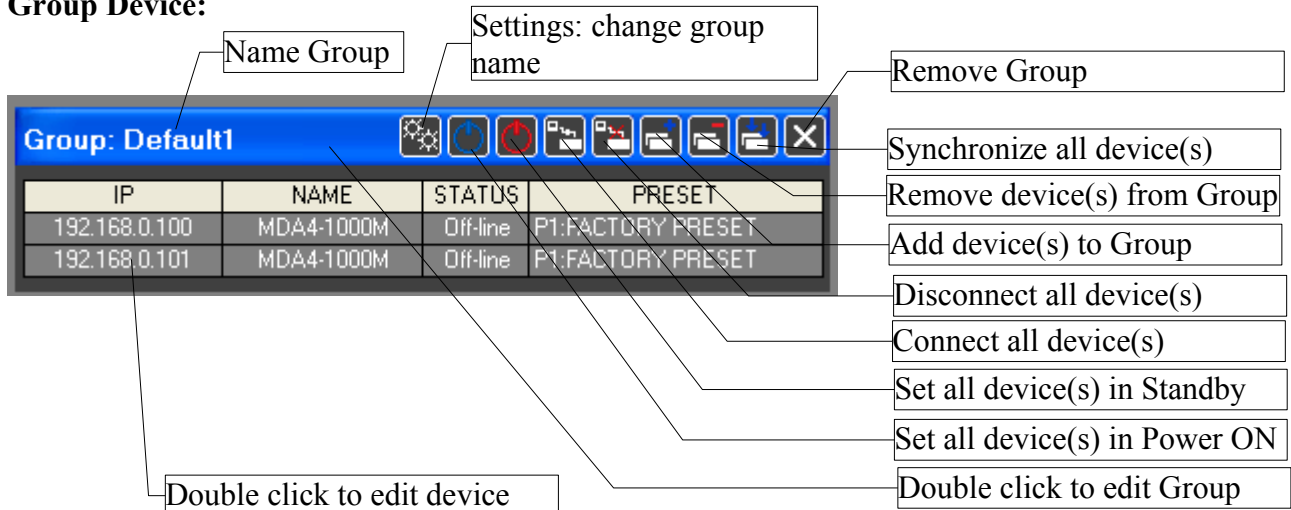 Group Device:
Name Group
Settings: change group
name
Remove Group
Group: Default1
Synchronize all device(s)
IP NAME STATUS PRESET
Remove device(s) from Group
192.168.0.100 MDA4-1000M Off-line P1:FACTORY PRESET
Add device(s) to Group
192.168.0.101 MDA4-1000M Off-line P1:FACTORY PRESET
Disconnect all device(s)
Connect all device(s)
Set all device(s) in Standby
Set all device(s) in Power ON
Double click to edit device
Double click to edit Group